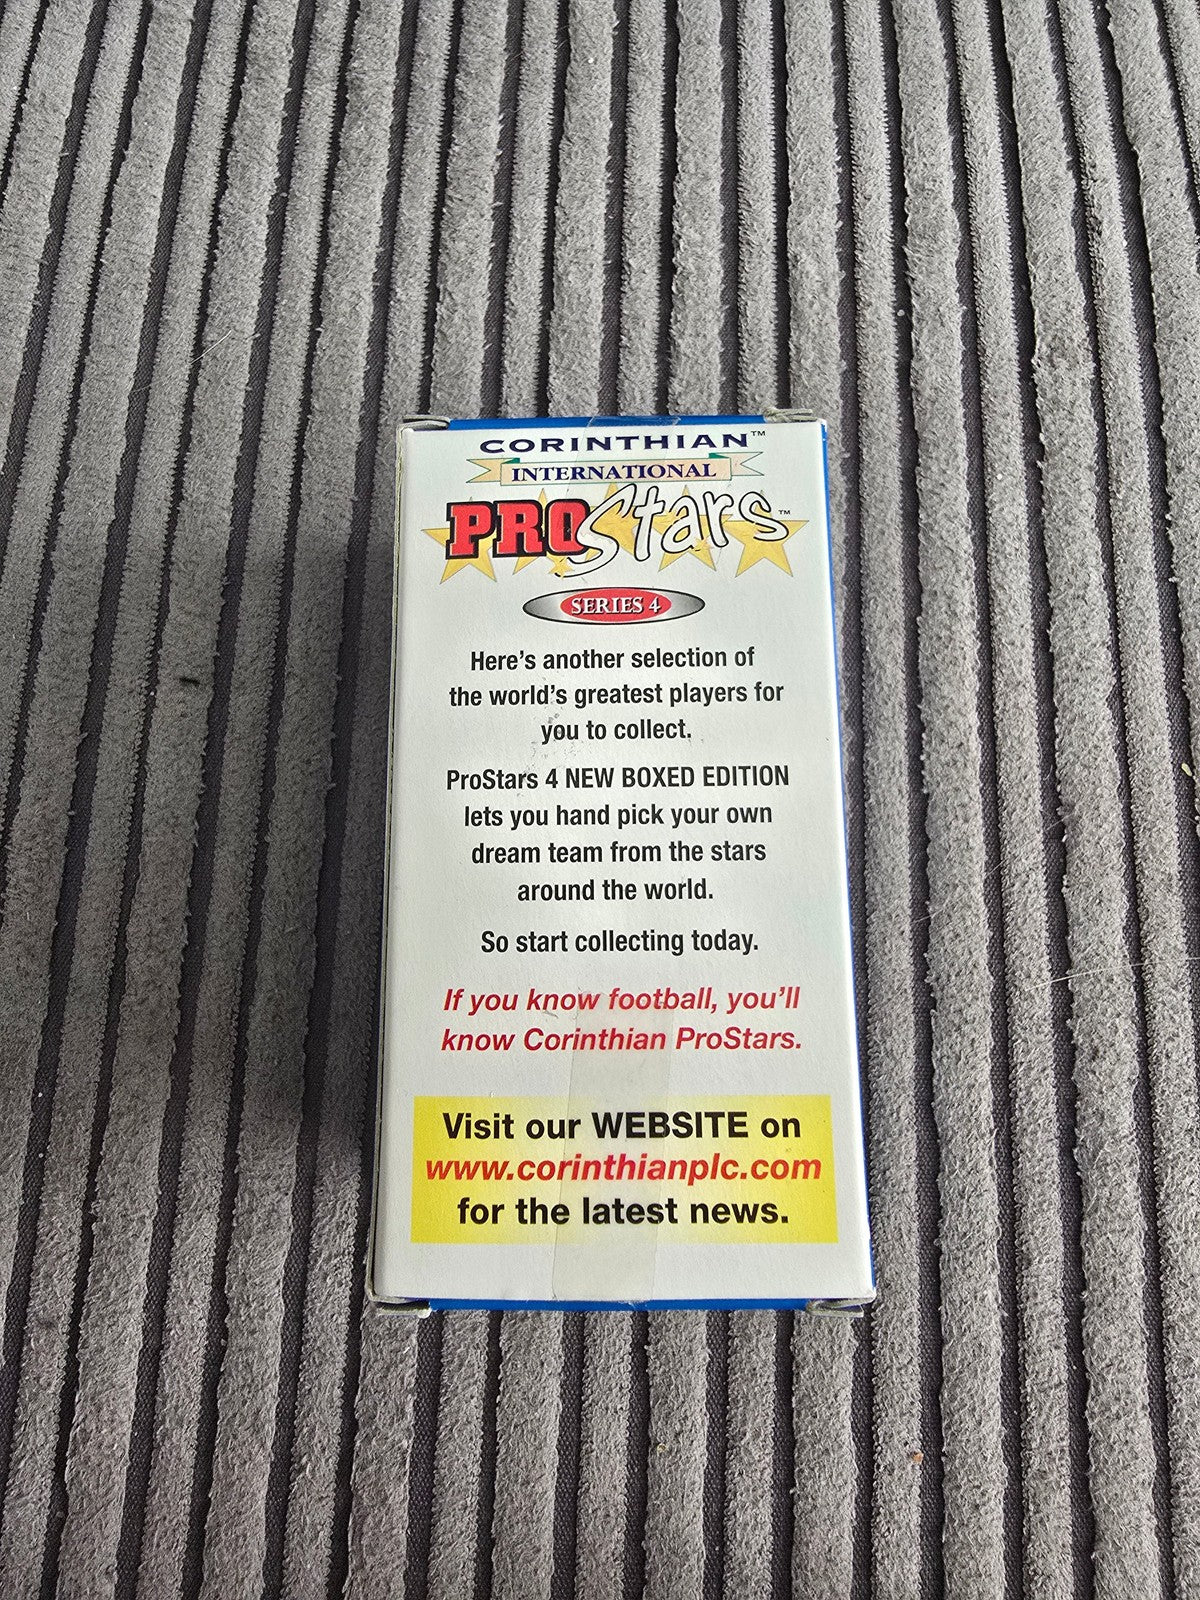 CORINTHIAN™
INTERNATIONAL
PROStars™
SERIES 4
Here's another selection of
the world's greatest players for
you to collect.
ProStars 4 NEW BOXED EDITION
lets you hand pick your own
dream team from the stars
around the world.
So start collecting today.
If you know football, you'll
know Corinthian ProStars.
Visit our WEBSITE on
www.corinthianplc.com
for the latest news.